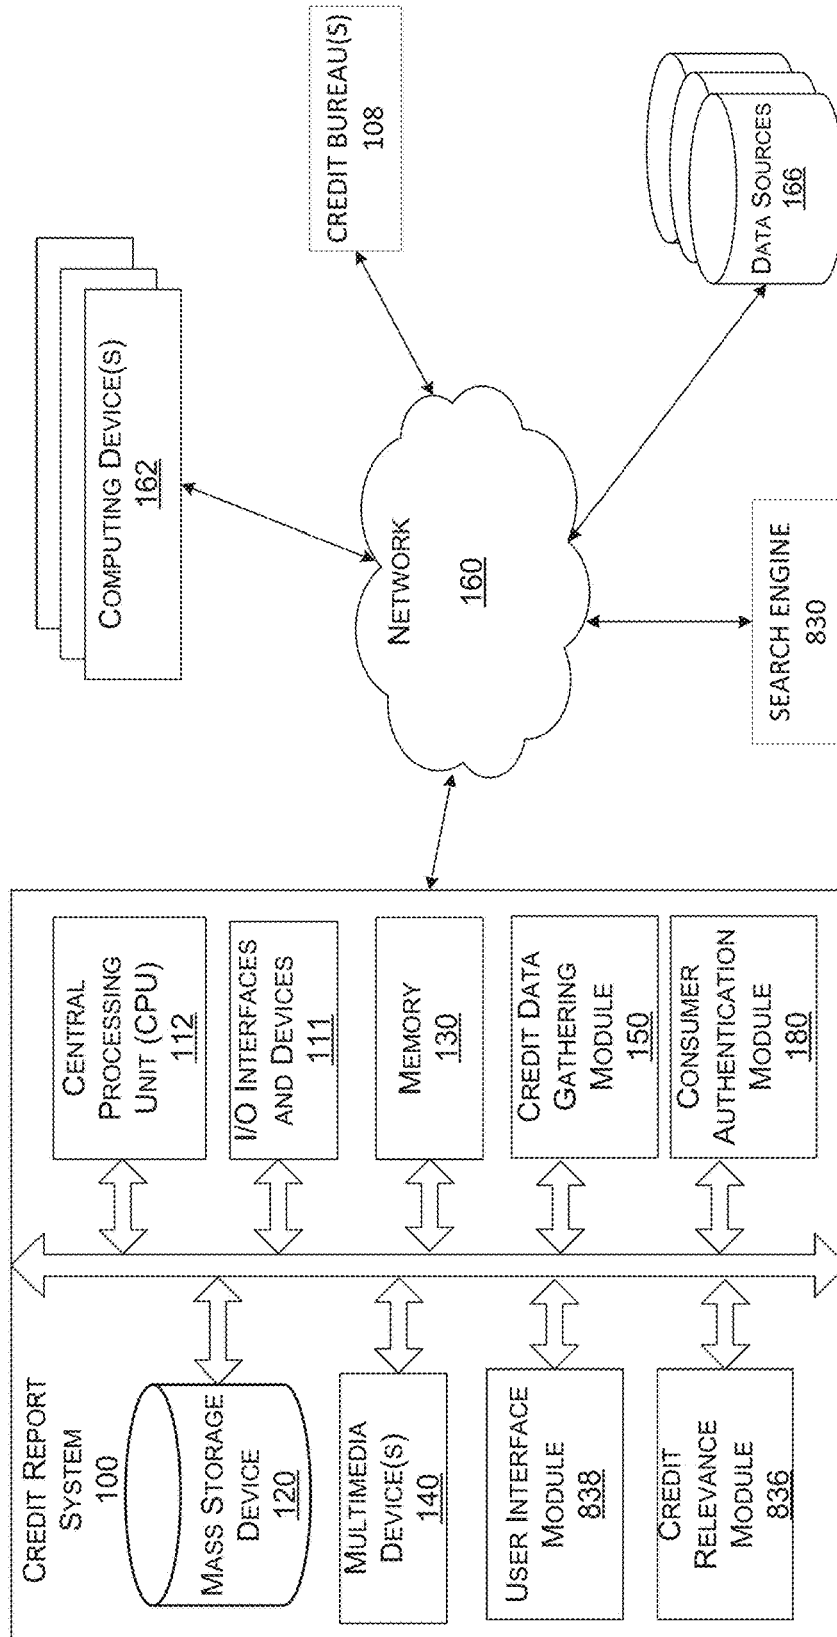 CREDIT REPORT
SYSTEM
100
MASS STORAGE
DEVICE
120
MULTIMEDIA
DEVICE(S)
140
USER INTERFACE
MODULE
838
CREDIT
RELEVANCE
MODULE
836
CENTRAL
PROCESSING
UNIT (CPU)
112
I/O INTERFACES
AND DEVICES
111
MEMORY
130
CREDIT DATA
GATHERING
MODULE
150
CONSUMER
AUTHENTICATION
MODULE
180
COMPUTING DEVICE(S)
162
NETWORK
160
CREDIT BUREAU(S)
108
SEARCH ENGINE
830
DATA SOURCES
166